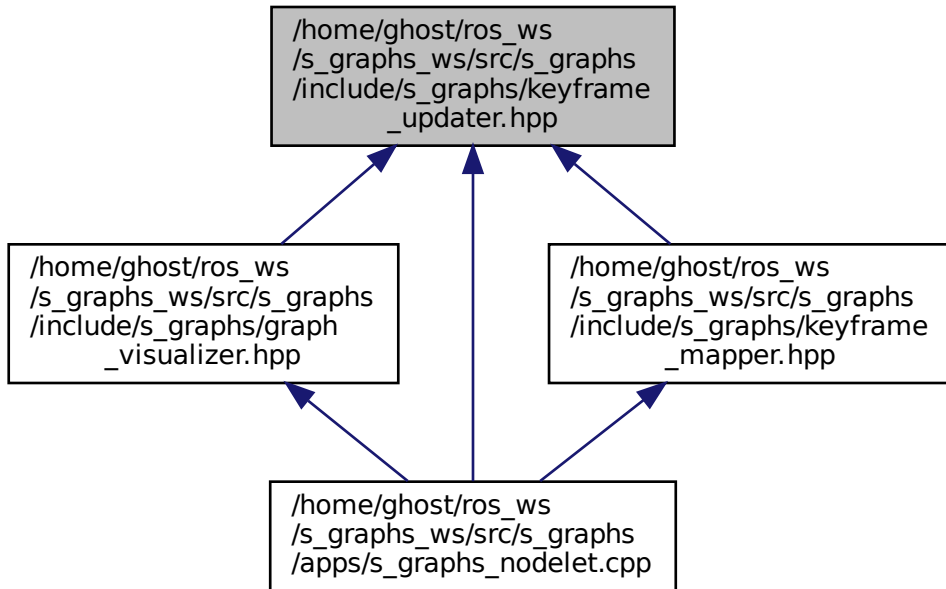 /home/ghost/ros_ws
/s_graphs_ws/src/s_graphs
/include/s_graphs/keyframe
_updater.hpp
/home/ghost/ros_ws
/s_graphs_ws/src/s_graphs
/include/s_graphs/graph
_visualizer.hpp
/home/ghost/ros_ws
/s_graphs_ws/src/s_graphs
/include/s_graphs/keyframe
_mapper.hpp
/home/ghost/ros_ws
/s_graphs_ws/src/s_graphs
/apps/s_graphs_nodelet.cpp